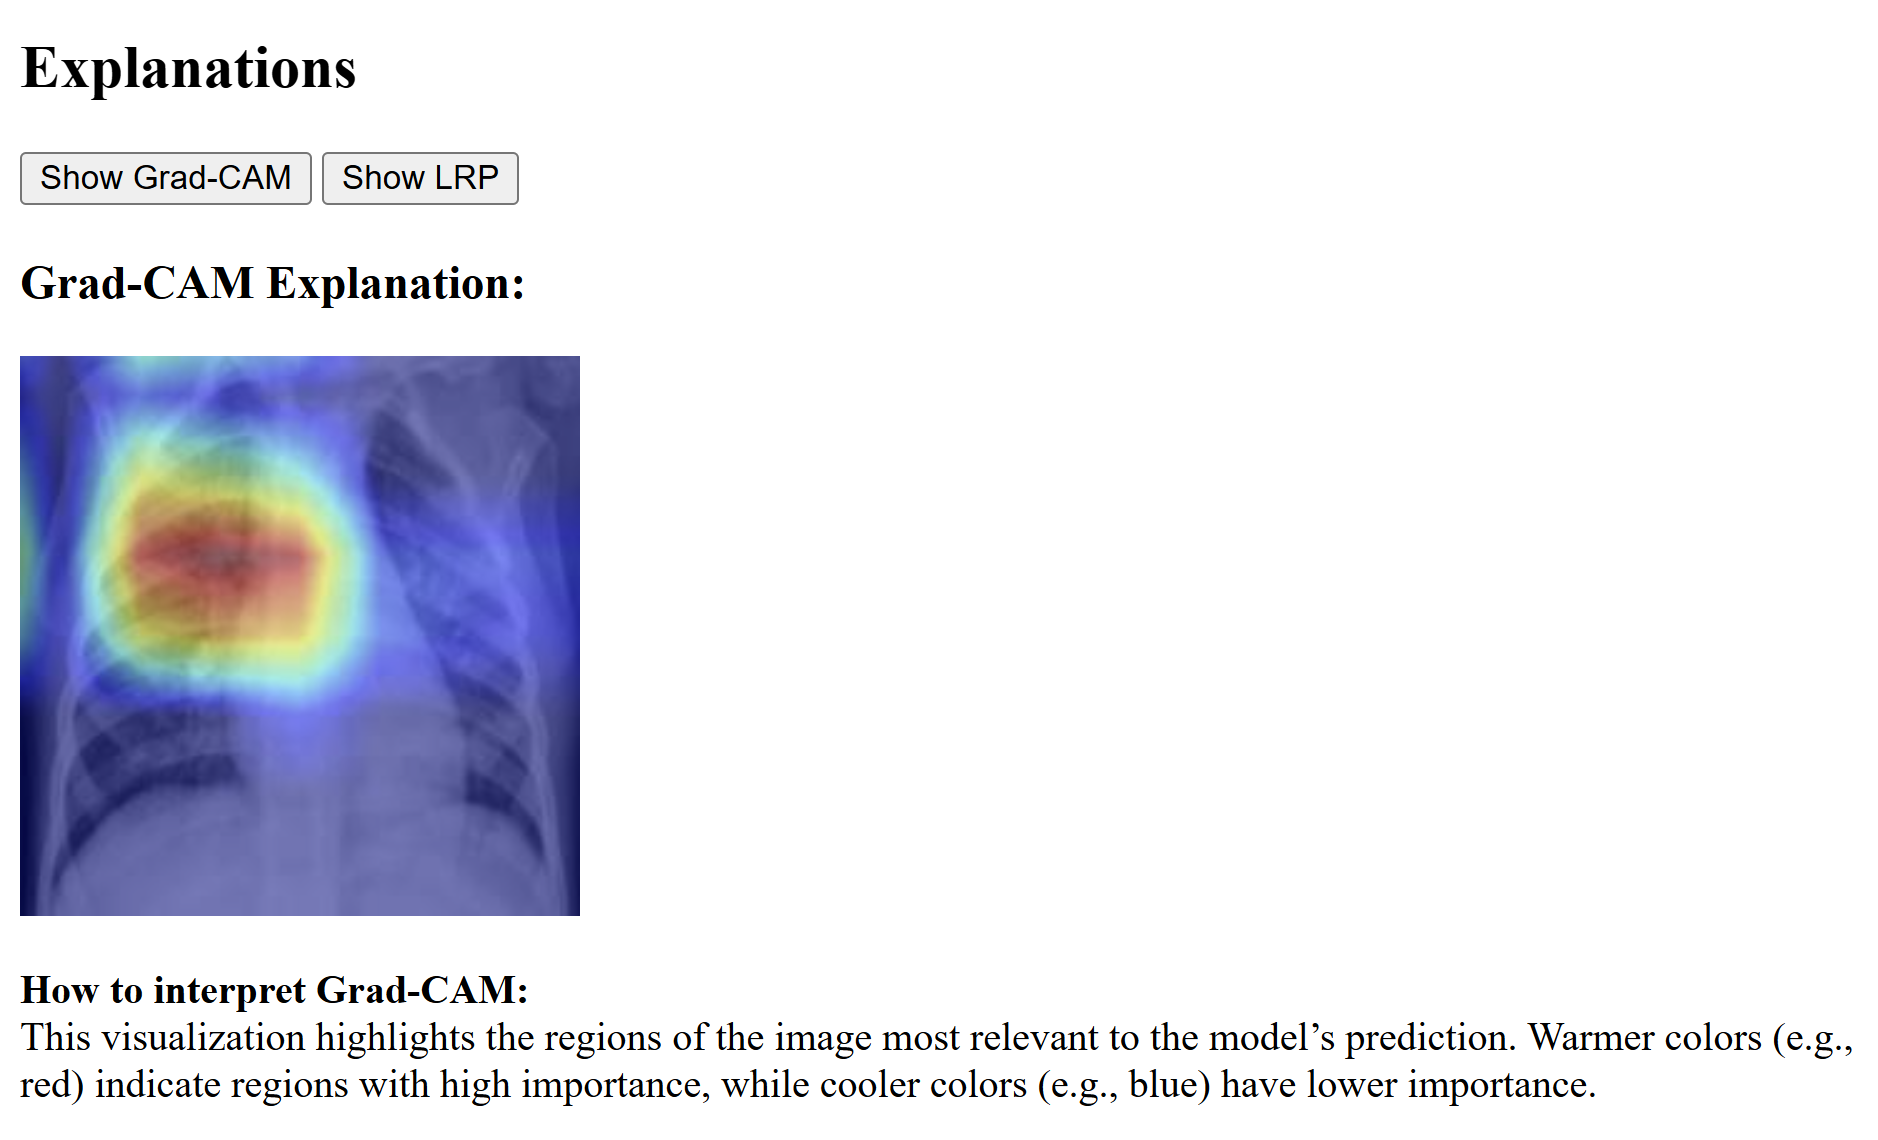 Explanations
Show Grad-CAM Show LRP
Grad-CAM Explanation:
How to interpret Grad-CAM:
This visualization highlights the regions of the image most relevant to the model’s prediction. Warmer colors (e.g.,
red) indicate regions with high importance, while cooler colors (e.g., blue) have lower importance.